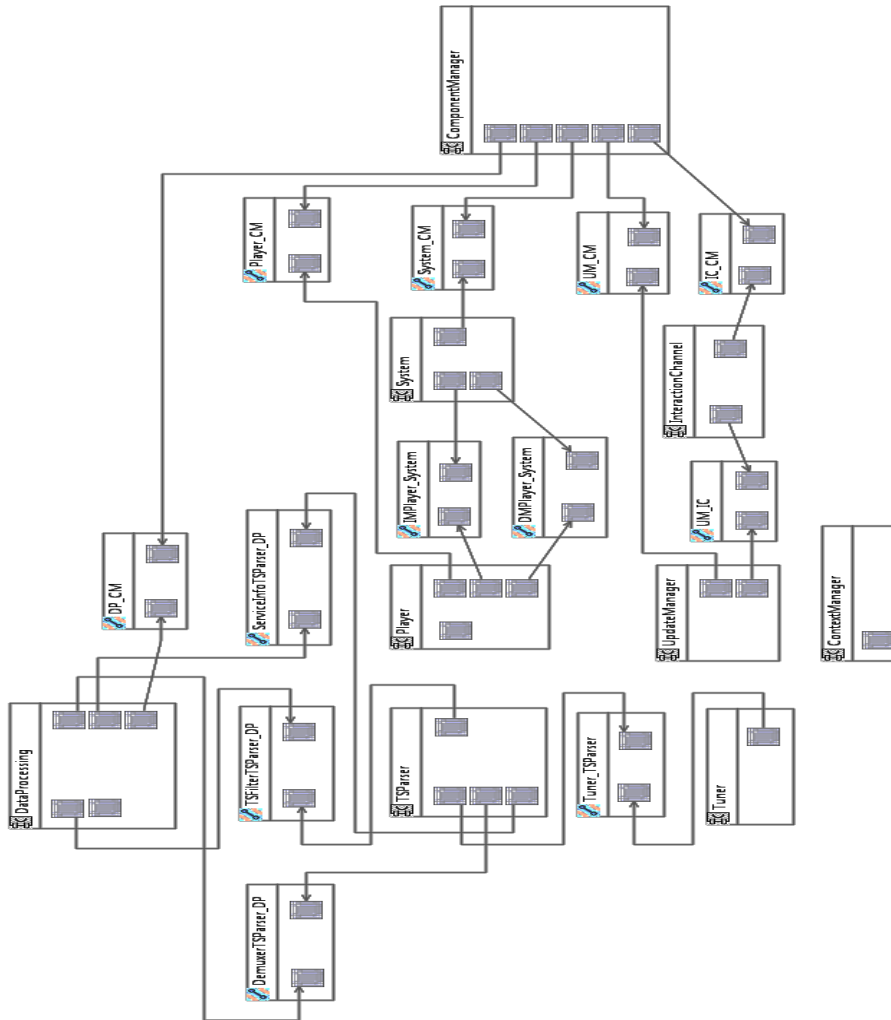 ComponentManager
Player_CM
System_CM
UM_CM
IC_CM
System
InteractionChannel
DP_CM
ServiceInfoTSParser_DP
IMPlayer_System
DMPlayer_System
UM_IC
Player
UpdateManager
ContextManager
DataProcessing
TSFilterTSParser_DP
TSParser
Tuner_TSParser
Tuner
DemuxerTSParser_DP